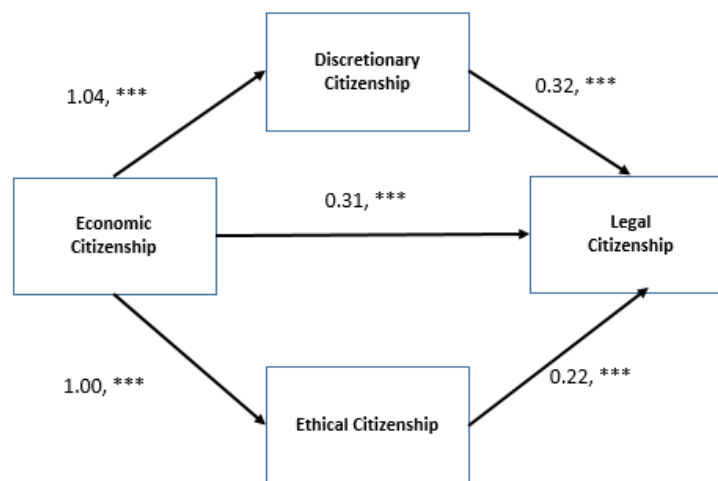 Discretionary
Citizenship
1.04, ***
0.32, ***
Economic
Citizenship
0.31, ***
Legal
Citizenship
1.00, ***
Ethical Citizenship
0.22, ***